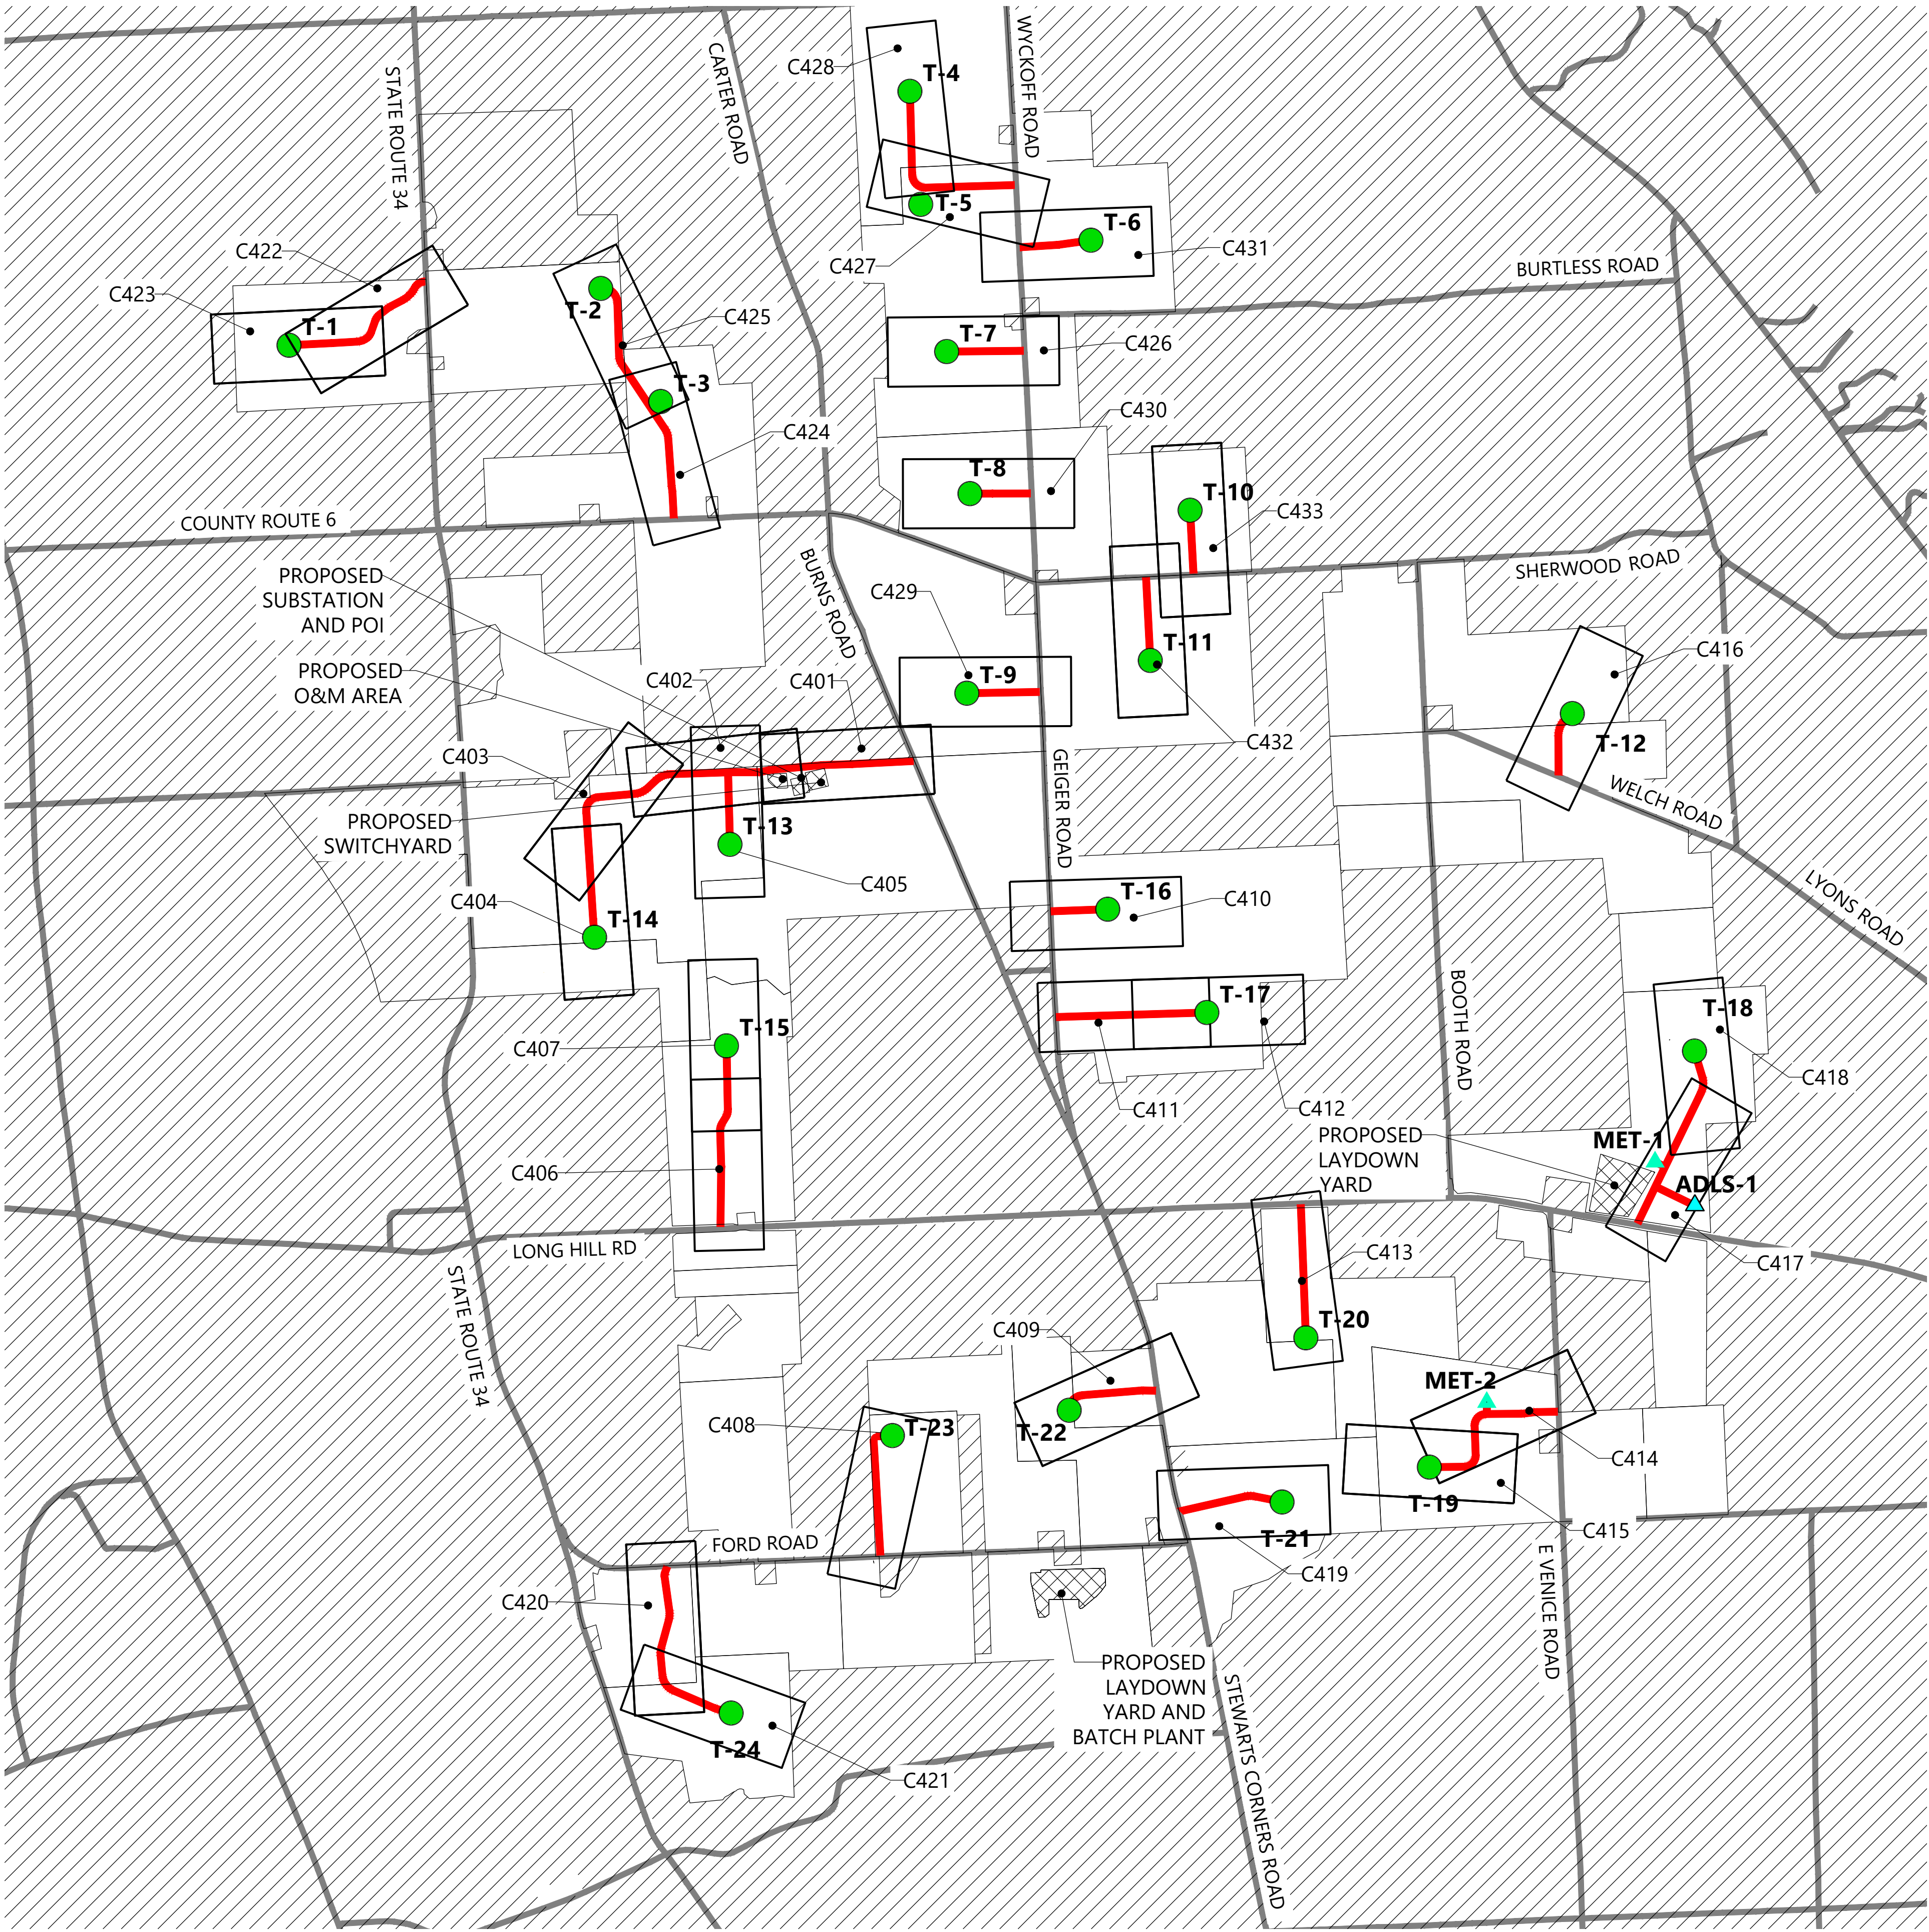 C428
T-4
STATE ROUTE 34
CARTER ROAD
WYCKOFF ROAD
T-5
T-6
C427
C431
C422
C423
T-1
T-2
C425
BURTLESS ROAD
T-7
C426
T-3
C424
C430
T-8
T-10
C433
COUNTY ROUTE 6
PROPOSED
SUBSTATION
AND POI
BURNS ROAD
C429
SHERWOOD ROAD
T-11
C416
PROPOSED
O&M AREA
C402
C401
T-9
C432
T-12
C403
GEIGER ROAD
WELCH ROAD
PROPOSED
SWITCHYARD
T-13
C405
C404
T-14
T-16
C410
LYONS ROAD
T-17
BOOTH ROAD
T-18
T-15
C407
C411
C412
C418
PROPOSED
LAYDOWN
YARD
MET-1
ADLS-1
C406
C417
LONG HILL RD
C413
STATE ROUTE 34
C409
T-20
MET-2
C408
T-23
T-22
C414
T-19
C415
FORD ROAD
T-21
C419
C420
E VENICE ROAD
PROPOSED
LAYDOWN
YARD AND
BATCH PLANT
STEWARTS CORNERS ROAD
T-24
C421